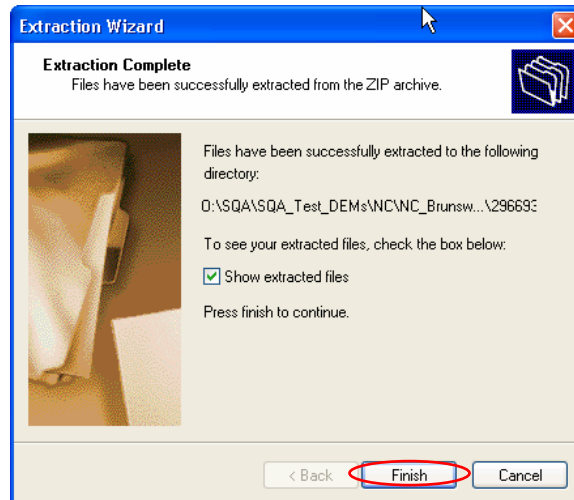 Extraction Wizard
Extraction Complete
Files have been successfully extracted from the ZIP archive.
Files have been successfully extracted to the following
directory:
O:\SQA\SQA_Test_DEMs\NC\NC_Brunsw...\296693
To see your extracted files, check the box below:
Show extracted files
Press finish to continue.
< Back Finish Cancel